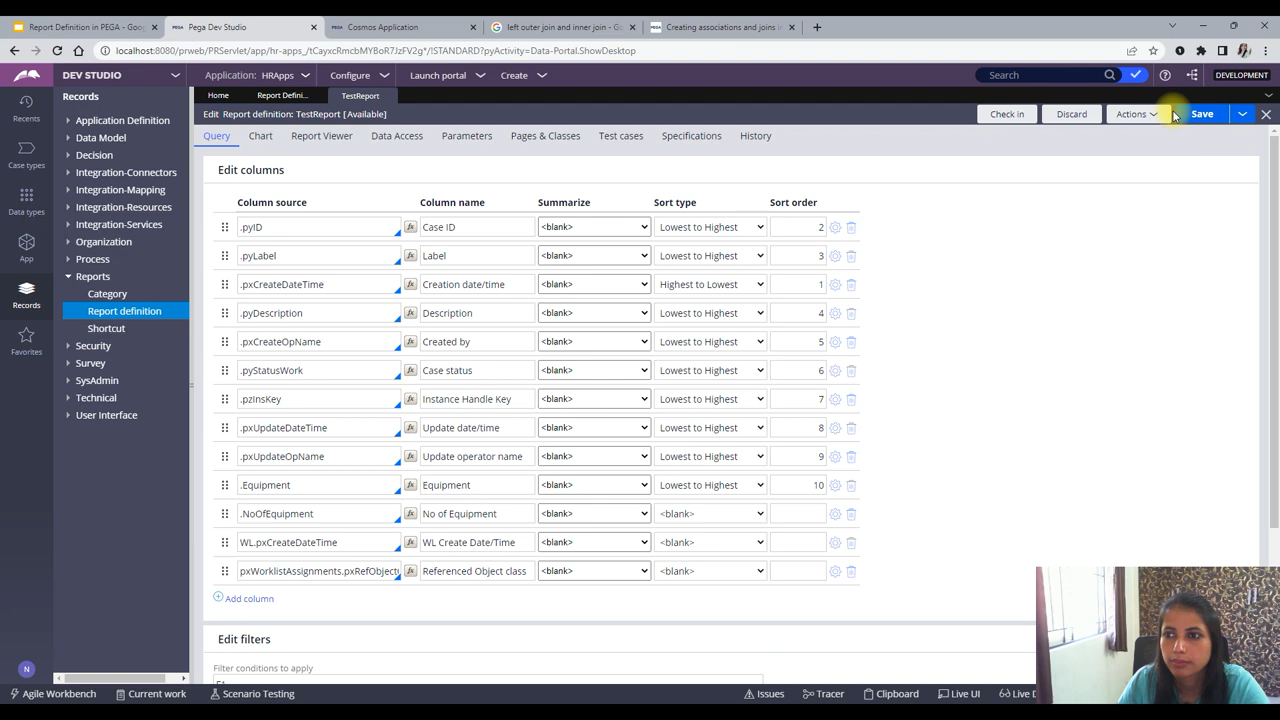 Report Definition in PEGA - Goog
Pega Dev Studio
Cosmos Application
left outer join and inner join - Goo
Creating associations and joins in
localhost:8080/prweb/PRServlet/app/hr-apps_/tCayxcRmcbMYBoR7JzFV2g*/!STANDARD?pyActivity=Data-Portal.ShowDesktop
DEV STUDIO
Application: HRApps
Configure
Launch portal
Create
Search
DEVELOPMENT
Recents
Case types
Data types
App
Records
Favorites
N
Records
Application Definition
Data Model
Decision
Integration-Connectors
Integration-Mapping
Integration-Resources
Integration-Services
Organization
Process
Reports
Category
Report definition
Shortcut
Security
Survey
SysAdmin
Technical
User Interface
Home
Report Defini...
TestReport
Edit Report definition: TestReport [Available]
Check in
Discard
Actions
Save
Query
Chart
Report Viewer
Data Access
Parameters
Pages & Classes
Test cases
Specifications
History
Edit columns
Column source Column name Summarize Sort type Sort order
.pyID Case ID <blank> Lowest to Highest 2
.pyLabel Label <blank> Lowest to Highest 3
.pxCreateDateTime Creation date/time <blank> Highest to Lowest 1
.pyDescription Description <blank> Lowest to Highest 4
.pxCreateOpName Created by <blank> Lowest to Highest 5
.pyStatusWork Case status <blank> Lowest to Highest 6
.pzInsKey Instance Handle Key <blank> Lowest to Highest 7
.pxUpdateDateTime Update date/time <blank> Lowest to Highest 8
.pxUpdateOpName Update operator name <blank> Lowest to Highest 9
.Equipment Equipment <blank> Lowest to Highest 10
.NoOfEquipment No of Equipment <blank> <blank>
WL.pxCreateDateTime WL Create Date/Time <blank> <blank>
pxWorklistAssignments.pxRefObject Referenced Object class <blank> <blank>
Add column
Edit filters
Filter conditions to apply
Agile Workbench
Current work
Scenario Testing
Issues
Tracer
Clipboard
Live UI
Live D